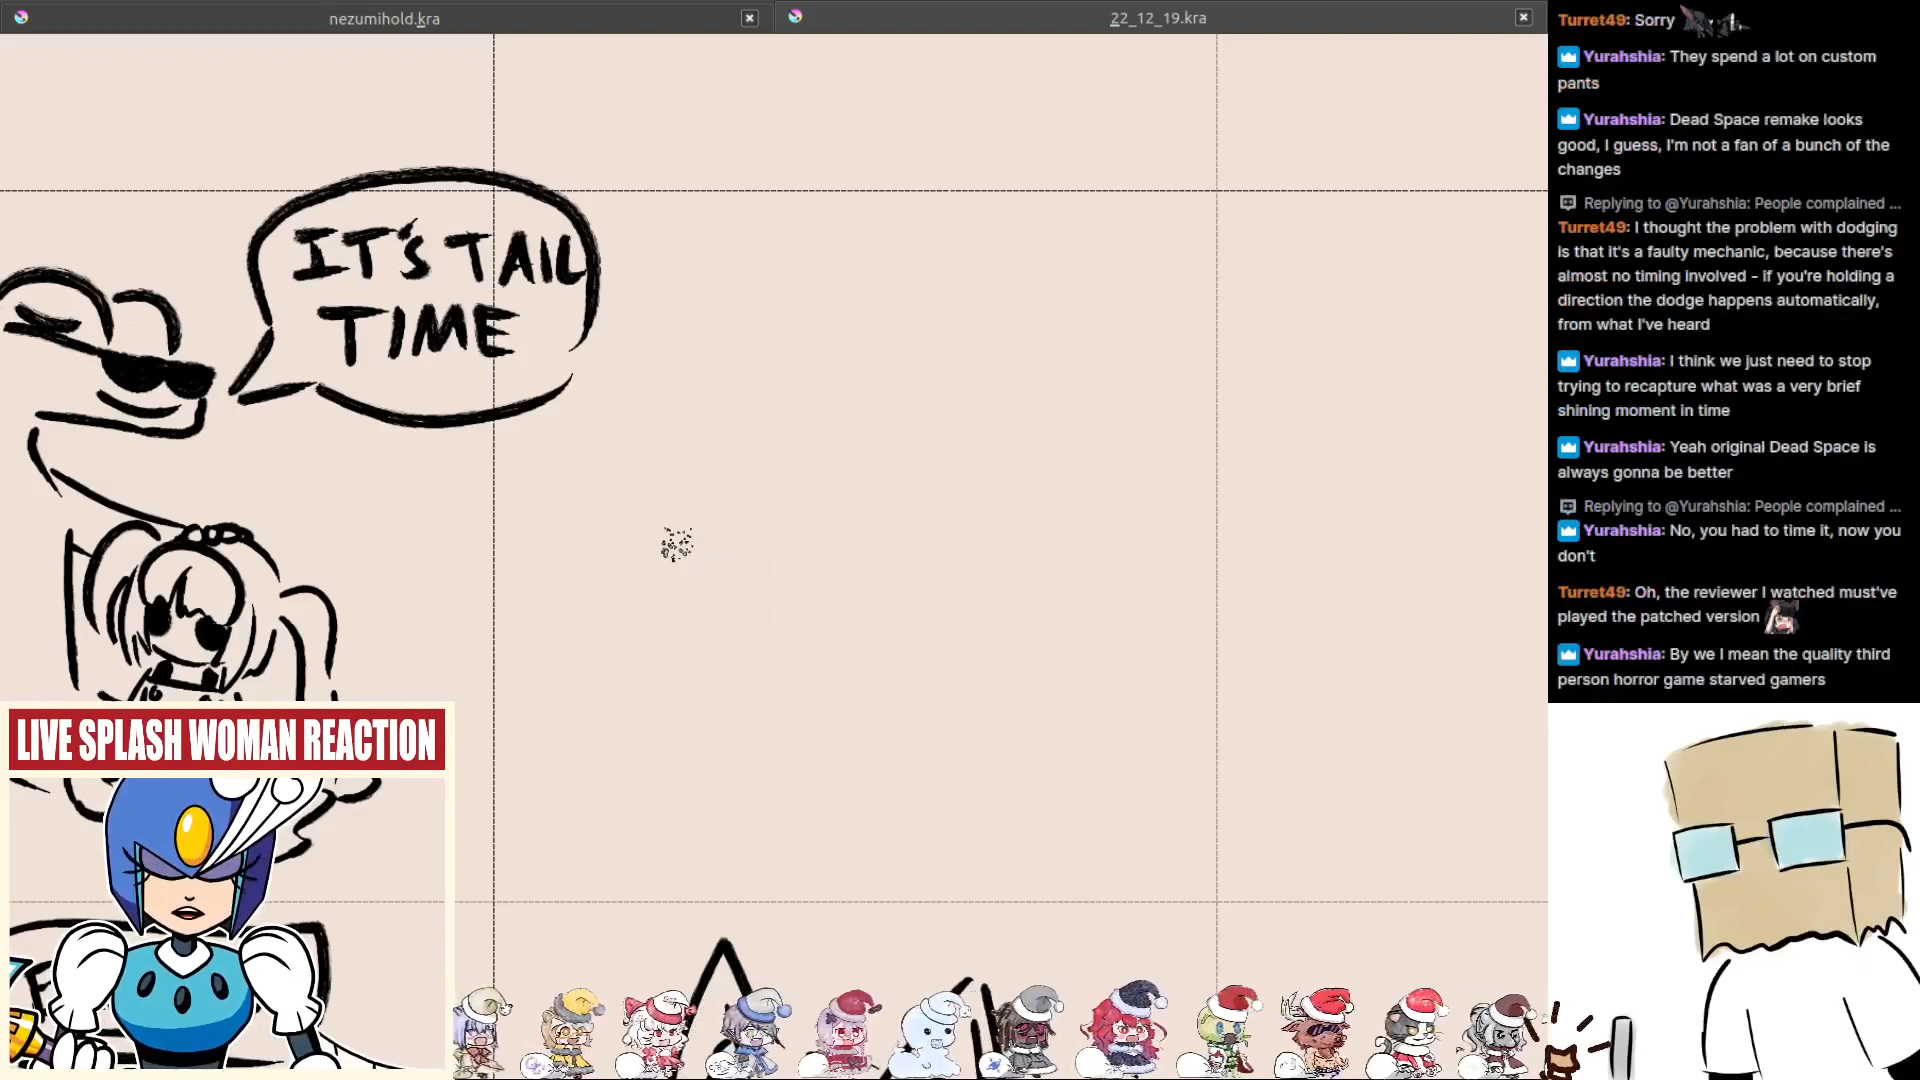 nezumihold.kra
22_12_19.kra
IT'S TAIL
TIME
LIVE SPLASH WOMAN REACTION
Turret49: Sorry
Yurahshia: They spend a lot on custom
pants
Yurahshia: Dead Space remake looks
good, I guess, I'm not a fan of a bunch of the
changes
Replying to @Yurahshia: People complained ...
Turret49: I thought the problem with dodging
is that it's a faulty mechanic, because there's
almost no timing involved - if you're holding a
direction the dodge happens automatically,
from what I've heard
Yurahshia: I think we just need to stop
trying to recapture what was a very brief
shining moment in time
Yurahshia: Yeah original Dead Space is
always gonna be better
Replying to @Yurahshia: People complained ...
Yurahshia: No, you had to time it, now you
don't
Turret49: Oh, the reviewer I watched must've
played the patched version
Yurahshia: By we I mean the quality third
person horror game starved gamers